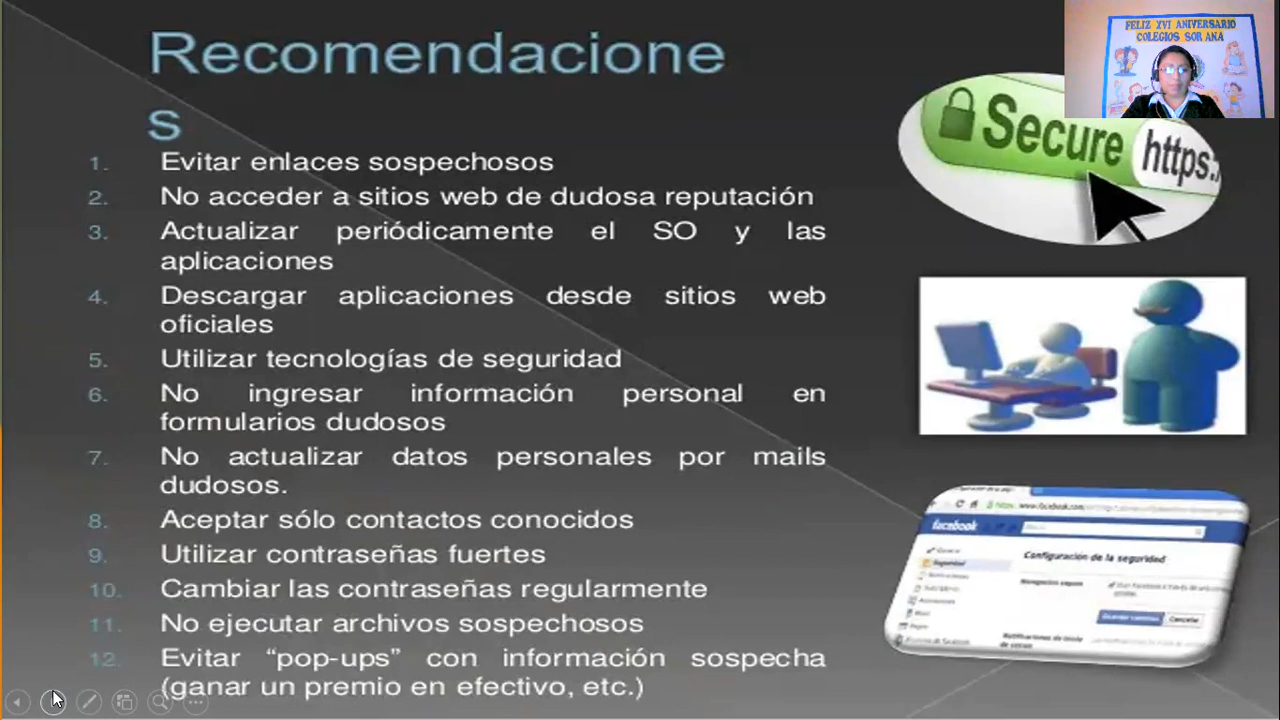 FELIZ XVI ANIVERSARIO
COLEGIOS SOR ANA
Recomendacione
s
1. Evitar enlaces sospechosos
2. No acceder a sitios web de dudosa reputación
3. Actualizar periódicamente el SO y las
aplicaciones
4. Descargar aplicaciones desde sitios web
oficiales
5. Utilizar tecnologías de seguridad
6. No ingresar información personal en
formularios dudosos
7. No actualizar datos personales por mails
dudosos.
8. Aceptar sólo contactos conocidos
9. Utilizar contraseñas fuertes
10. Cambiar las contraseñas regularmente
11. No ejecutar archivos sospechosos
12. Evitar “pop-ups” con información sospecha
(ganar un premio en efectivo, etc.)
Secure https:
facebook
Configuración de la seguridad
Navegación segura